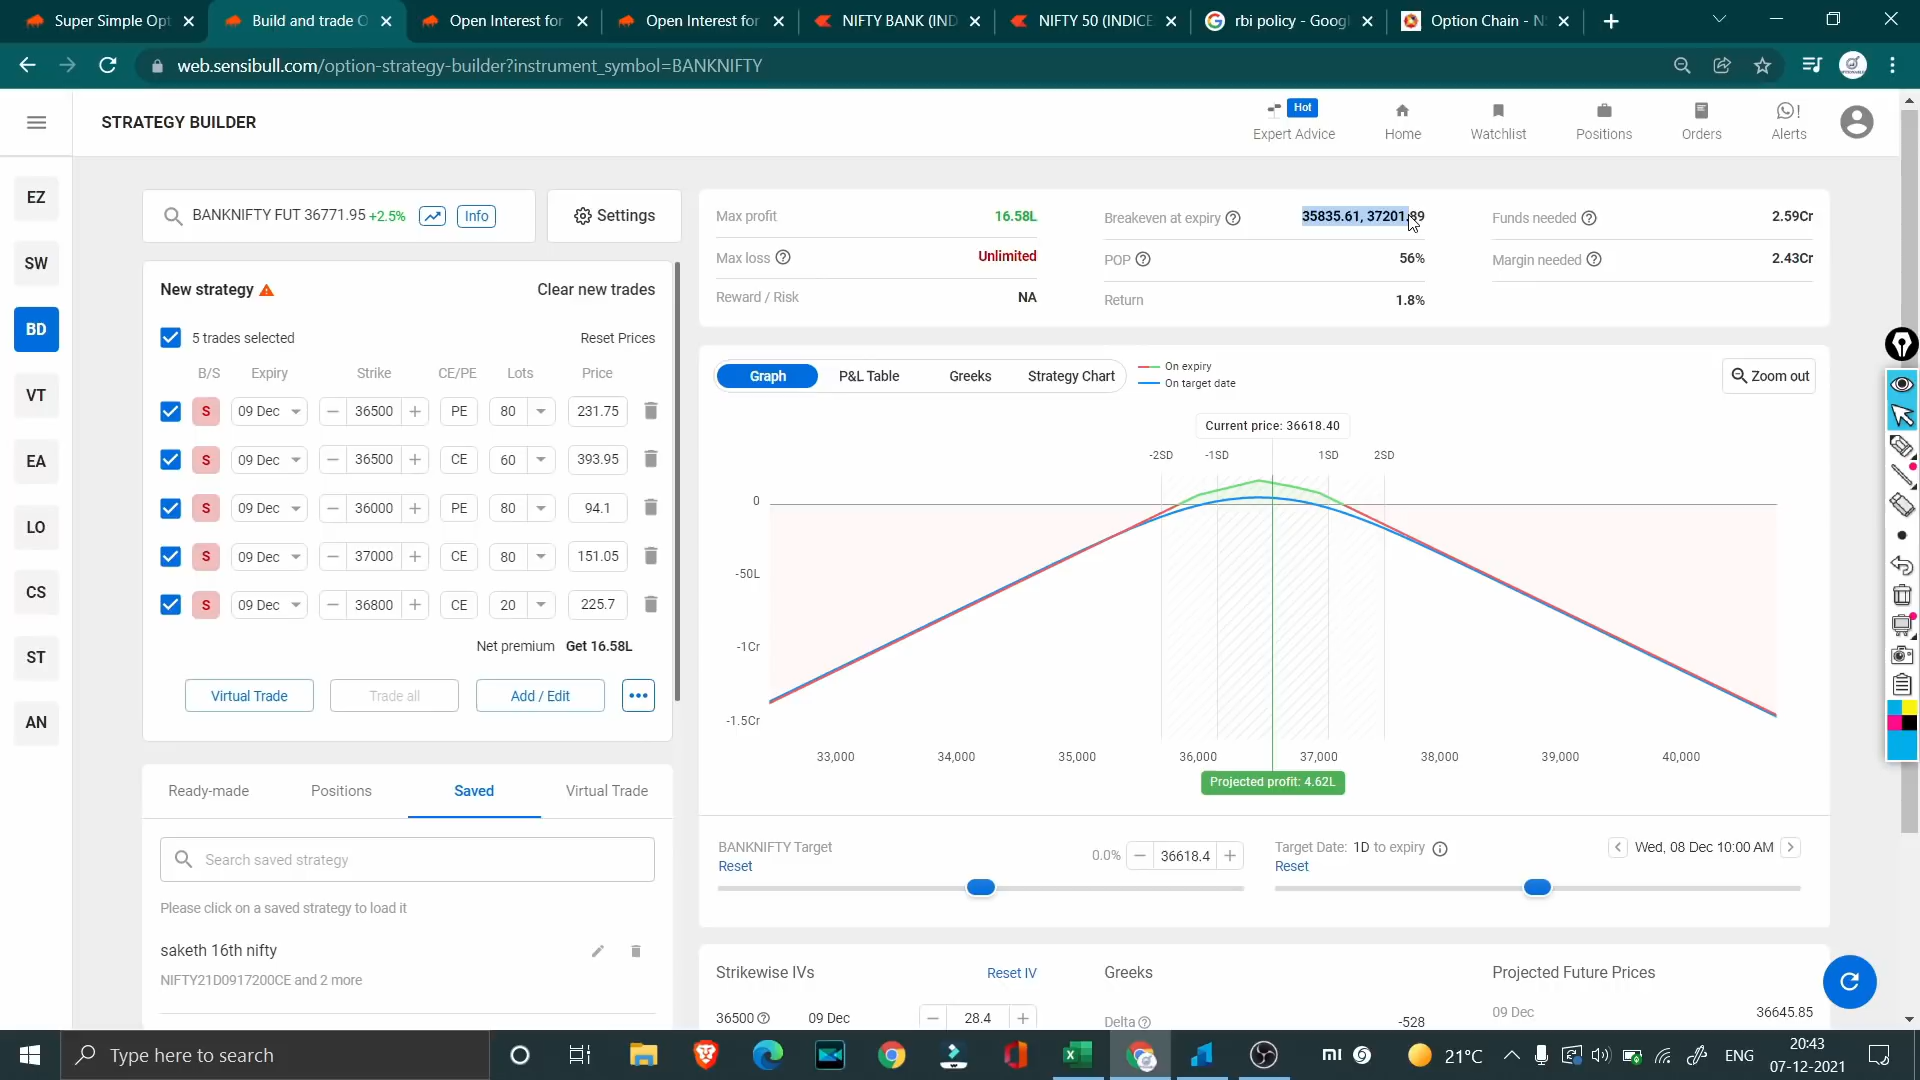 Super Simple Opt
Build and trade O
Open Interest for
Open Interest for
NIFTY BANK (IND
NIFTY 50 (INDICE
rbi policy - Googl
Option Chain - N
web.sensibull.com/option-strategy-builder?instrument_symbol=BANKNIFTY
STRATEGY BUILDER
Hot
Expert Advice
Home
Watchlist
Positions
Orders
Alerts
EZ
SW
BD
VT
EA
LO
CS
ST
AN
BANKNIFTY FUT 36771.95 +2.5%
Info
Settings
New strategy
Clear new trades
5 trades selected
Reset Prices
B/S Expiry Strike CE/PE Lots Price
S 09 Dec 36500 PE 80 231.75
S 09 Dec 36500 CE 60 393.95
S 09 Dec 36000 PE 80 94.1
S 09 Dec 37000 CE 80 151.05
S 09 Dec 36800 CE 20 225.7
Net premium Get 16.58L
Virtual Trade
Trade all
Add / Edit
Ready-made
Positions
Saved
Virtual Trade
Search saved strategy
Please click on a saved strategy to load it
saketh 16th nifty
NIFTY21D0917200CE and 2 more
Max profit 16.58L
Max loss Unlimited
Reward / Risk NA
Breakeven at expiry 35835.61, 37201.89
POP 56%
Return 1.8%
Funds needed 2.59Cr
Margin needed 2.43Cr
Graph
P&L Table
Greeks
Strategy Chart
On expiry
On target date
Zoom out
Current price: 36618.40
-2SD -1SD 1SD 2SD
0
-50L
-1Cr
-1.5Cr
33,000 34,000 35,000 36,000 37,000 38,000 39,000 40,000
Projected profit: 4.62L
BANKNIFTY Target
Reset
0.0% 36618.4
Target Date: 1D to expiry
Reset
Wed, 08 Dec 10:00 AM
Strikewise IVs
Reset IV
36500 09 Dec 28.4
Greeks
Delta -528
Projected Future Prices
09 Dec 36645.85
Type here to search
mi
21°C
ENG
20:43
07-12-2021